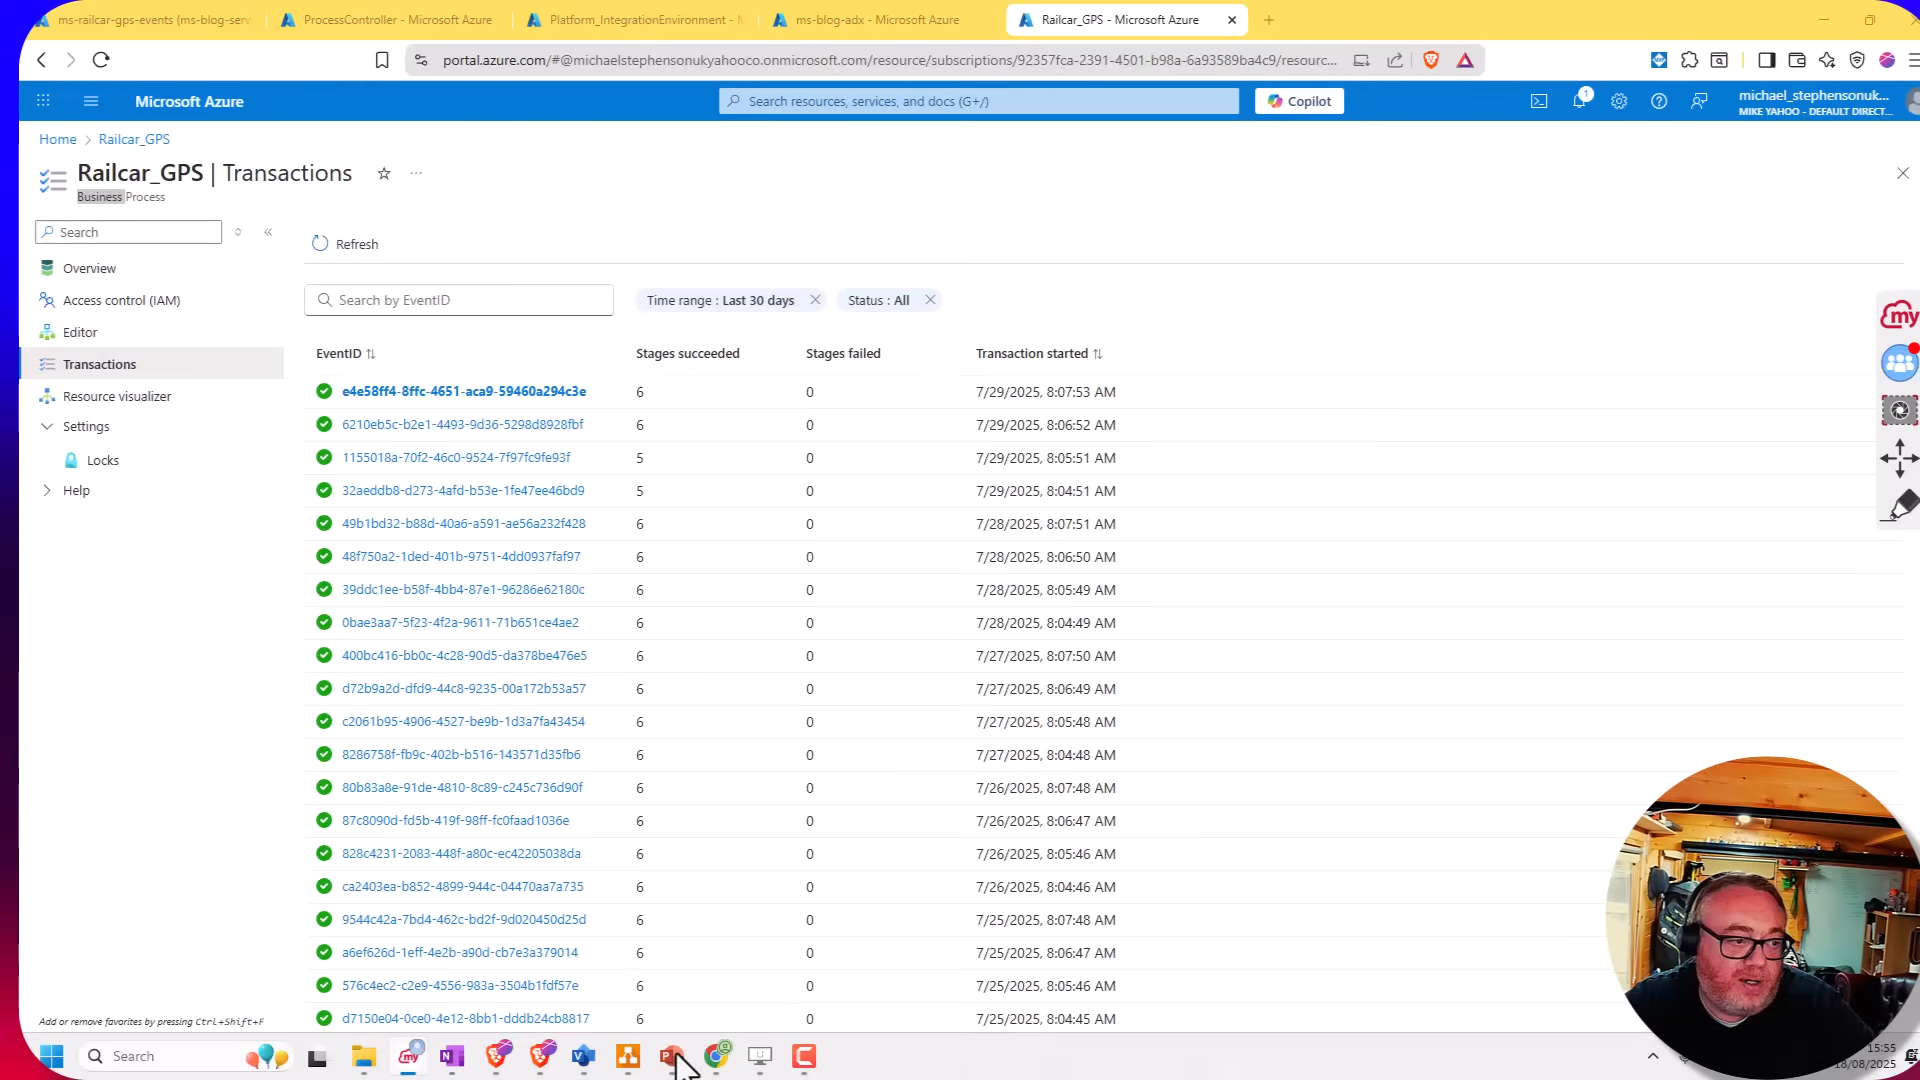 ms-railcar-gps-events (ms-blog-serv
ProcessController - Microsoft Azure
Platform_IntegrationEnvironment - M
ms-blog-adx - Microsoft Azure
Railcar_GPS - Microsoft Azure
portal.azure.com/#@michaelstephensonukyahooco.onmicrosoft.com/resource/subscriptions/92357fca-2391-4501-b98a-6a93589ba4c9/resourc...
Microsoft Azure
Search resources, services, and docs (G+/)
Copilot
1
michael_stephensonuk...
MIKE YAHOO - DEFAULT DIRECT...
Home > Railcar_GPS
Railcar_GPS | Transactions
Business Process
Search
Overview
Access control (IAM)
Editor
Transactions
Resource visualizer
Settings
Locks
Help
Refresh
Search by EventID
Time range : Last 30 days
Status : All
EventID Stages succeeded Stages failed Transaction started
e4e58ff4-8ffc-4651-aca9-59460a294c3e 6 0 7/29/2025, 8:07:53 AM
6210eb5c-b2e1-4493-9d36-5298d8928fbf 6 0 7/29/2025, 8:06:52 AM
1155018a-70f2-46c0-9524-7f97fc9fe93f 5 0 7/29/2025, 8:05:51 AM
32aeddb8-d273-4afd-b53e-1fe47ee46bd9 5 0 7/29/2025, 8:04:51 AM
49b1bd32-b88d-40a6-a591-ae56a232f428 6 0 7/28/2025, 8:07:51 AM
48f750a2-1ded-401b-9751-4dd0937faf97 6 0 7/28/2025, 8:06:50 AM
39ddc1ee-b58f-4bb4-87e1-96286e62180c 6 0 7/28/2025, 8:05:49 AM
0bae3aa7-5f23-4f2a-9611-71b651ce4ae2 6 0 7/28/2025, 8:04:49 AM
400bc416-bb0c-4c28-90d5-da378be476e5 6 0 7/27/2025, 8:07:50 AM
d72b9a2d-dfd9-44c8-9235-00a172b53a57 6 0 7/27/2025, 8:06:49 AM
c2061b95-4906-4527-be9b-1d3a7fa43454 6 0 7/27/2025, 8:05:48 AM
8286758f-fb9c-402b-b516-143571d35fb6 6 0 7/27/2025, 8:04:48 AM
80b83a8e-91de-4810-8c89-c245c736d90f 6 0 7/26/2025, 8:07:48 AM
87c8090d-fd5b-419f-98ff-fc0faad1036e 6 0 7/26/2025, 8:06:47 AM
828c4231-2083-448f-a80c-ec42205038da 6 0 7/26/2025, 8:05:46 AM
ca2403ea-b852-4899-944c-04470aa7a735 6 0 7/26/2025, 8:04:46 AM
9544c42a-7bd4-462c-bd2f-9d020450d25d 6 0 7/25/2025, 8:07:48 AM
a6ef626d-1eff-4e2b-a90d-cb7e3a379014 6 0 7/25/2025, 8:06:47 AM
576c4ec2-c2e9-4556-983a-3504b1fdf57e 6 0 7/25/2025, 8:05:46 AM
d7150e04-0ce0-4e12-8bb1-dddb24cb8817 6 0 7/25/2025, 8:04:45 AM
my
Add or remove favorites by pressing Ctrl+Shift+F
Search
my
15:55
18/08/2025